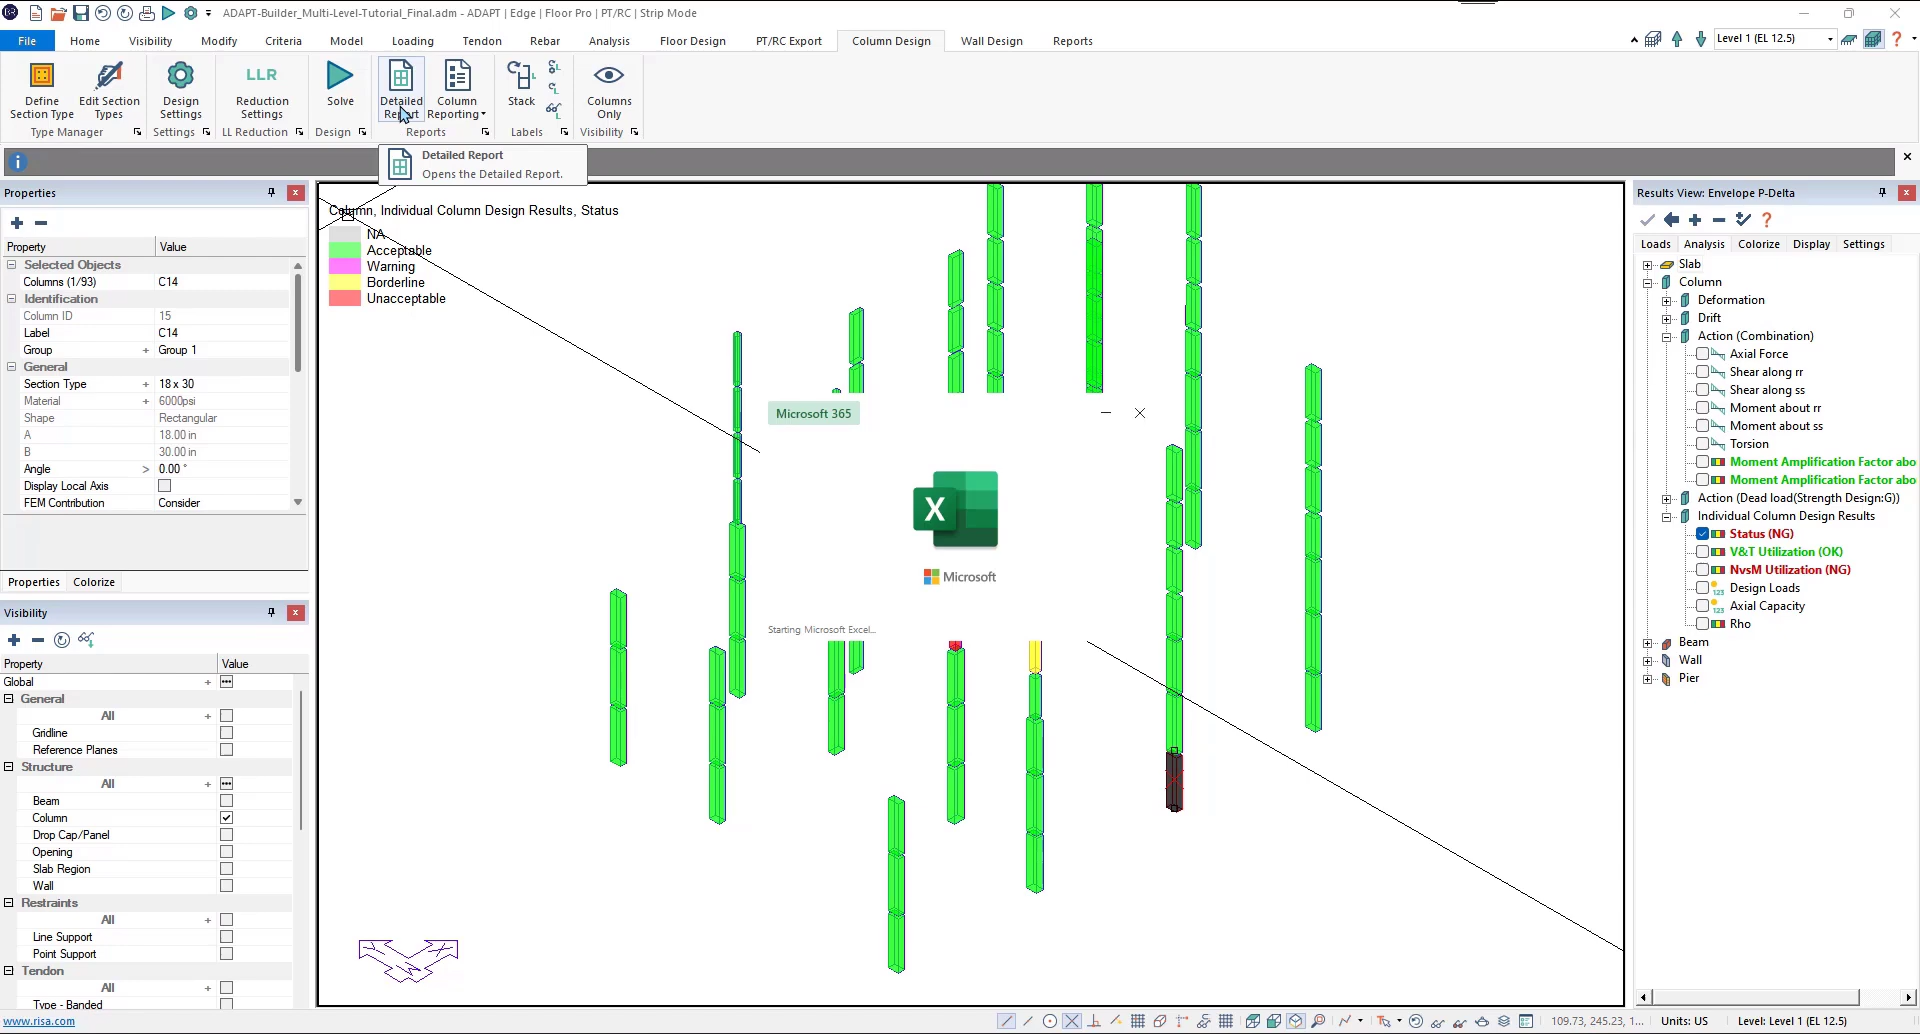 ADAPT-Builder_Multi-Level-Tutorial_Final.adm - ADAPT | Edge | Floor Pro | PT/RC | Strip Mode
File Home Visibility Modify Criteria Model Loading Tendon Rebar Analysis Floor Design PT/RC Export Column Design Wall Design Reports
Level 1 (EL 12.5)
LLR
Define Section Type
Edit Section Types
Design Settings
Reduction Settings
Solve
Detailed Report
Column Reporting
Stack
Columns Only
Type Manager Settings LL Reduction Design Reports Labels Visibility
Detailed Report
Opens the Detailed Report.
Properties
Property Value
Selected Objects
Columns (1/93) C14
Identification
Column ID 15
Label C14
Group + Group 1
General
Section Type + 18 x 30
Material + 6000psi
Shape Rectangular
A 18.00 in
B 30.00 in
Angle > 0.00 °
Display Local Axis
FEM Contribution Consider
Properties Colorize
Visibility
Property Value
Global +
General
All +
Gridline
Reference Planes
Structure
All +
Beam
Column
Drop Cap/Panel
Opening
Slab Region
Wall
Restraints
All +
Line Support
Point Support
Tendon
All +
Type - Banded
www.risa.com
Column, Individual Column Design Results, Status
NA
Acceptable
Warning
Borderline
Unacceptable
Microsoft 365
X
Microsoft
Starting Microsoft Excel...
Results View: Envelope P-Delta
Loads Analysis Colorize Display Settings
Slab
Column
Deformation
Drift
Action (Combination)
Axial Force
Shear along rr
Shear along ss
Moment about rr
Moment about ss
Torsion
Moment Amplification Factor abo
Moment Amplification Factor abo
Action (Dead load(Strength Design:G))
Individual Column Design Results
Status (NG)
V&T Utilization (OK)
NvsM Utilization (NG)
Design Loads
Axial Capacity
Rho
Beam
Wall
Pier
109.73, 245.23, 1... Units: US Level: Level 1 (EL 12.5)